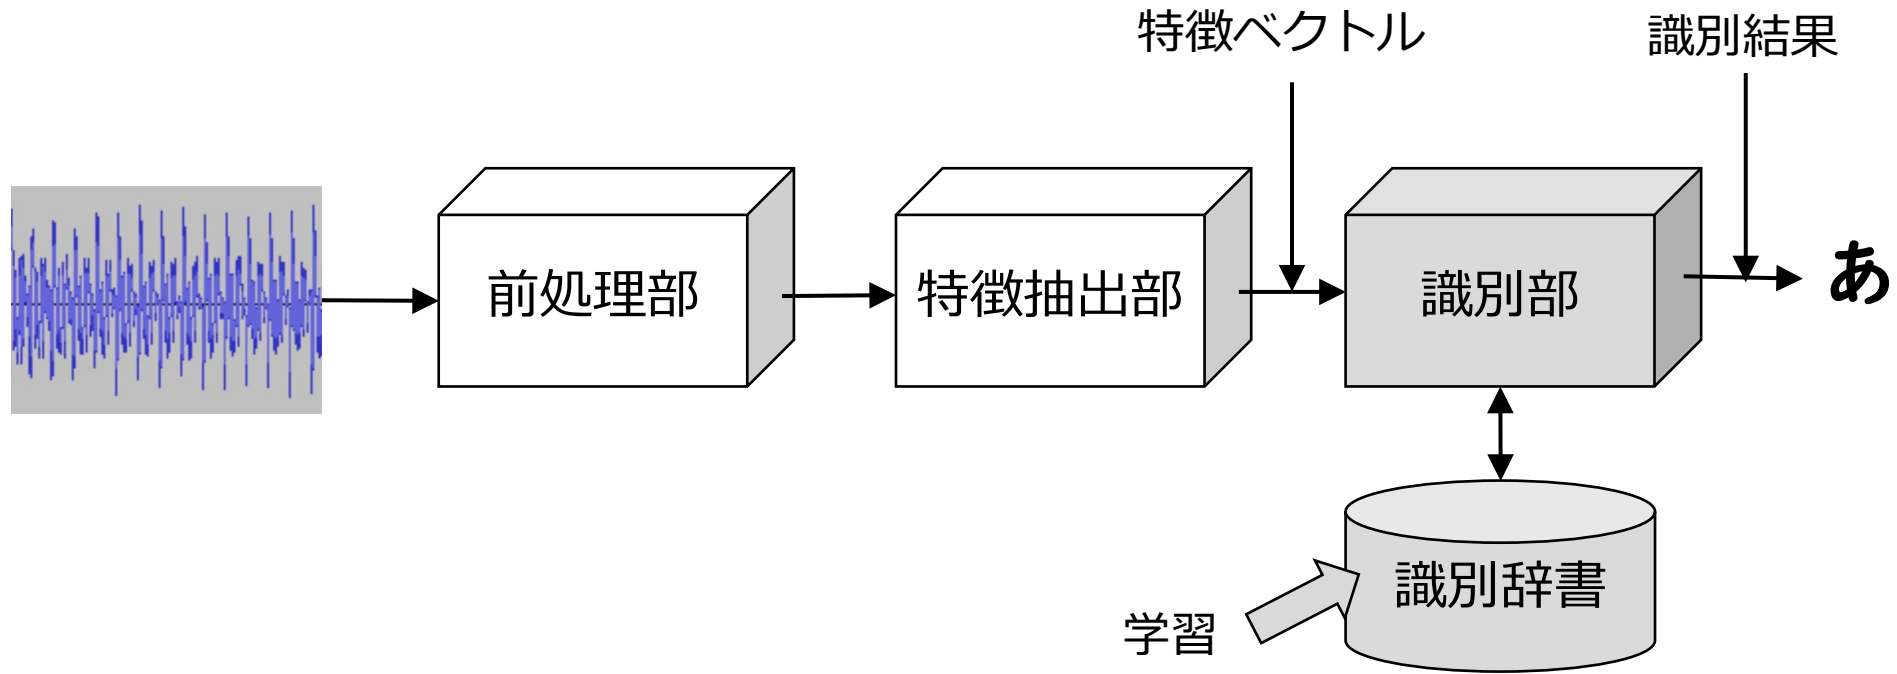 特徴ベクトル
識別結果
前処理部
特徴抽出部
識別部
あ
識別辞書
学習